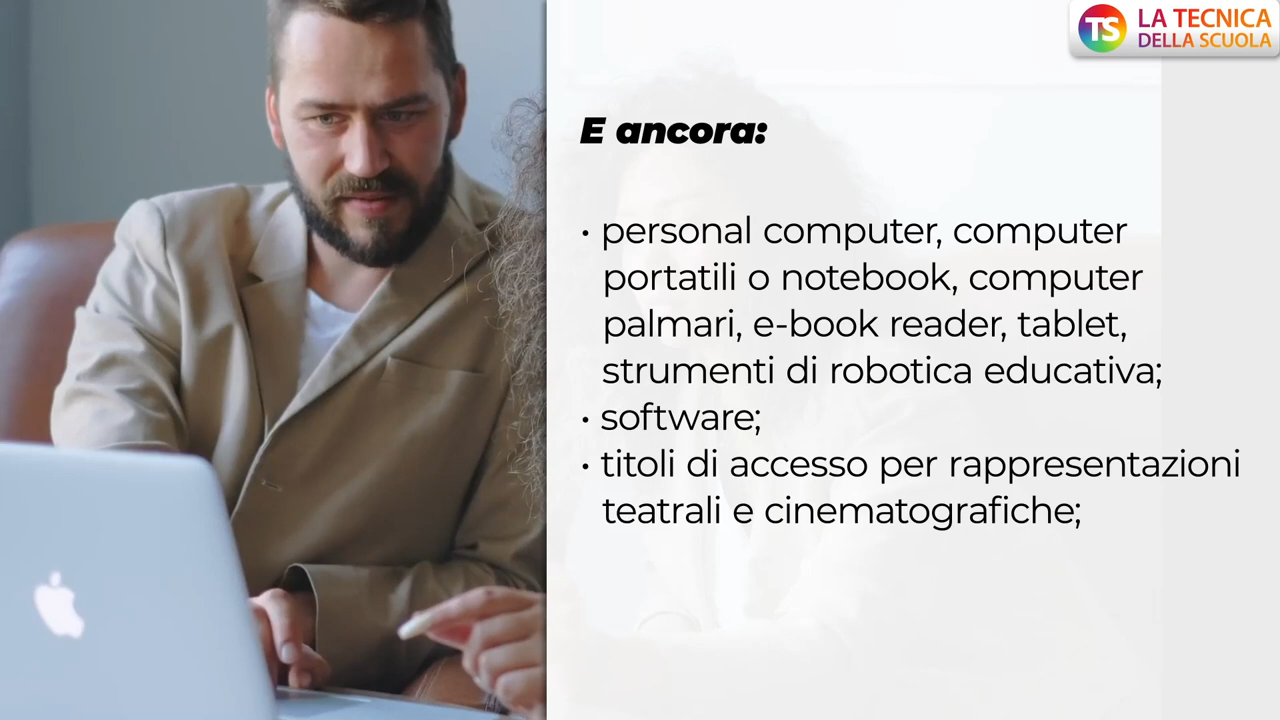 TS LA TECNICA
DELLA SCUOLA
E ancora:
• personal computer, computer
portatili o notebook, computer
palmari, e-book reader, tablet,
strumenti di robotica educativa;
• software;
• titoli di accesso per rappresentazioni
teatrali e cinematografiche;